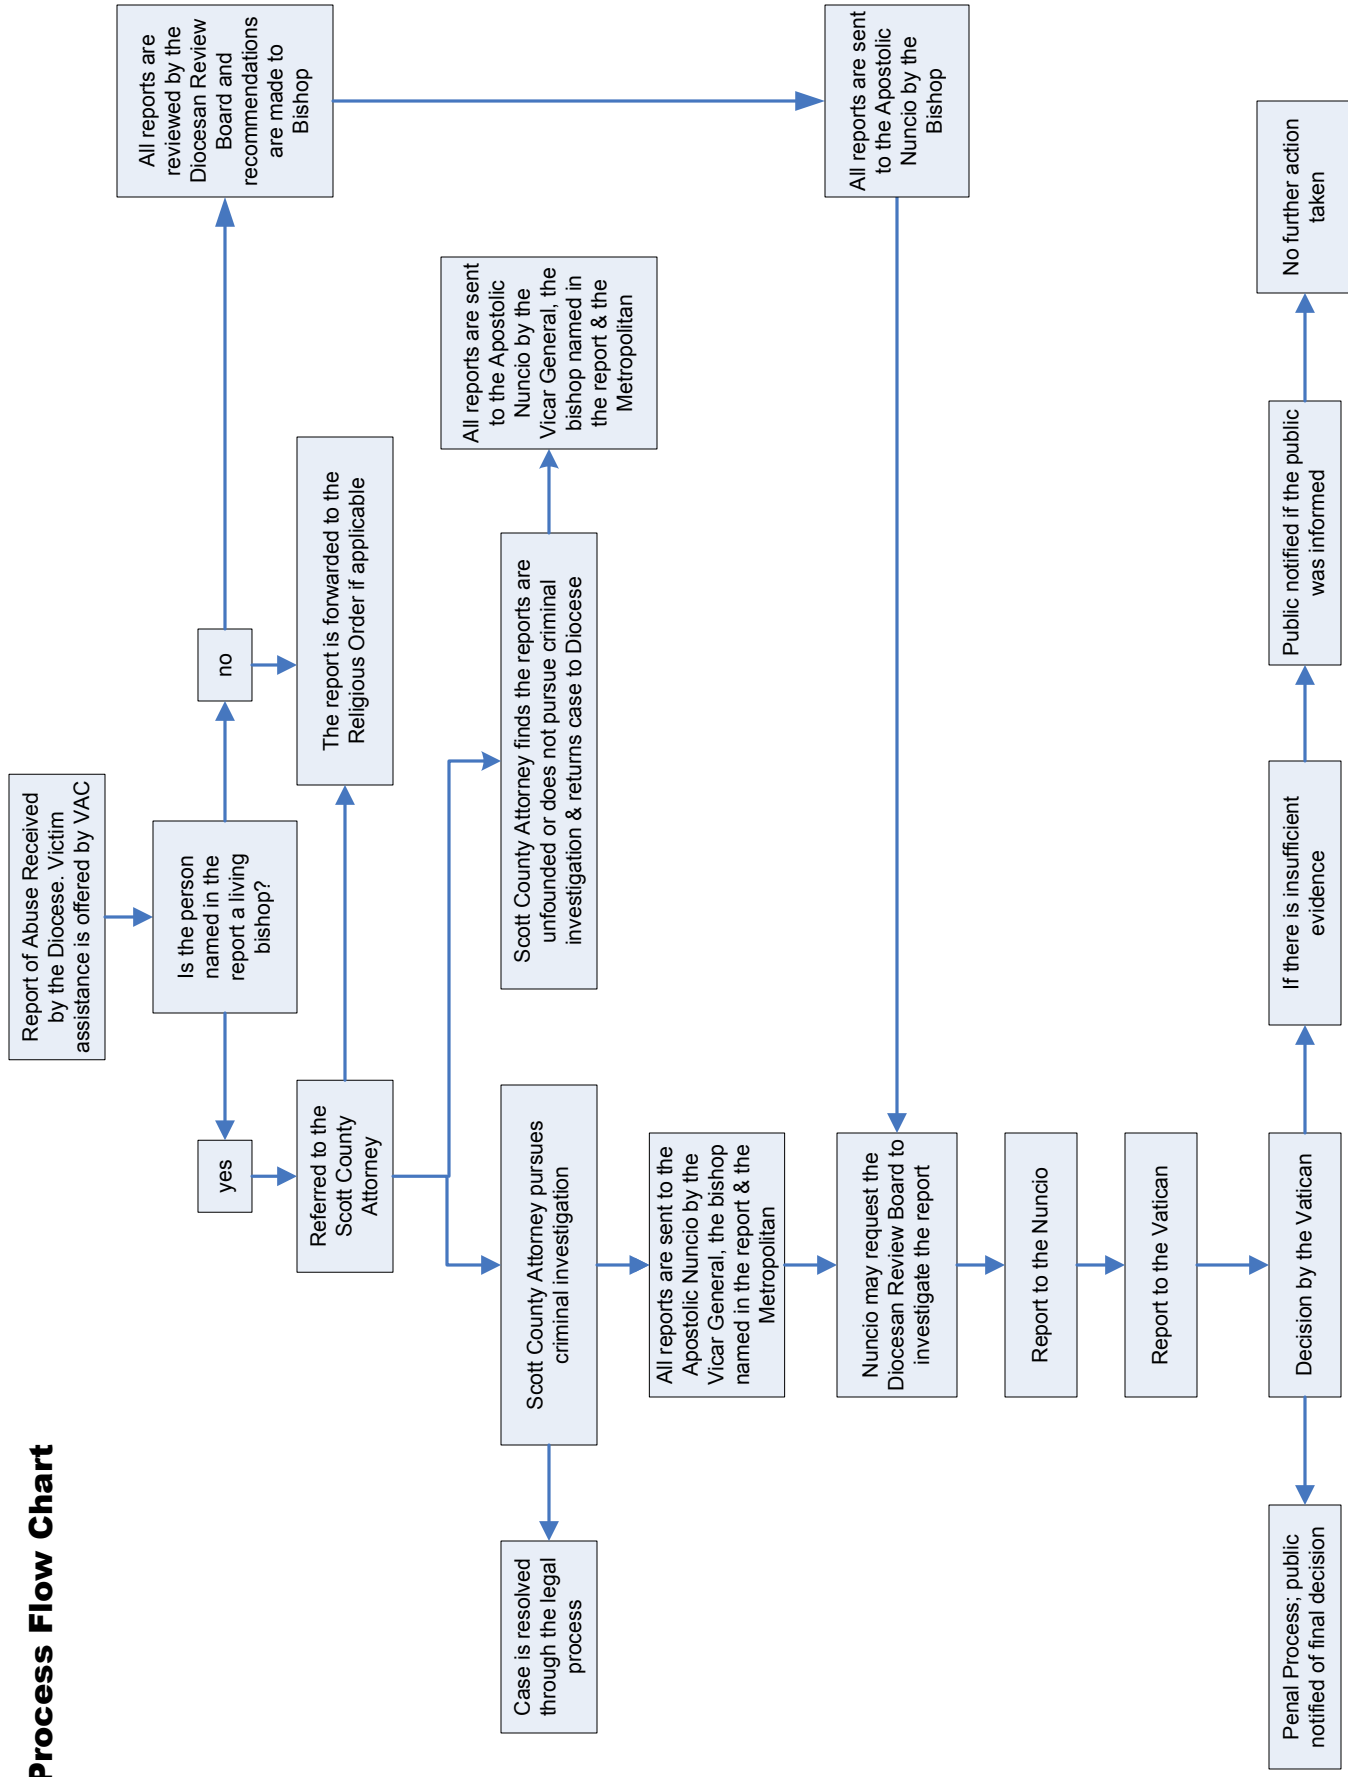 Process Flow Chart
Report of Abuse Received
by the Diocese. Victim
assistance is offered by VAC
Is the person
named in the
report a living
bishop?
yes
no
All reports are
reviewed by the
Diocesan Review
Board and
recommendations
are made to
Bishop
Referred to the
Scott County
Attorney
The report is forwarded to the
Religious Order if applicable
Scott County Attorney pursues
criminal investigation
Scott County Attorney finds the reports are
unfounded or does not pursue criminal
investigation & returns case to Diocese
All reports are sent
to the Apostolic
Nuncio by the
Vicar General, the
bishop named in
the report & the
Metropolitan
Case is resolved
through the legal
process
All reports are sent to the
Apostolic Nuncio by the
Vicar General, the bishop
named in the report & the
Metropolitan
Nuncio may request the
Diocesan Review Board to
investigate the report
All reports are sent
to the Apostolic
Nuncio by the
Bishop
Report to the Nuncio
Report to the Vatican
Penal Process; public
notified of final decision
Decision by the Vatican
If there is insufficient
evidence
Public notified if the public
was informed
No further action
taken